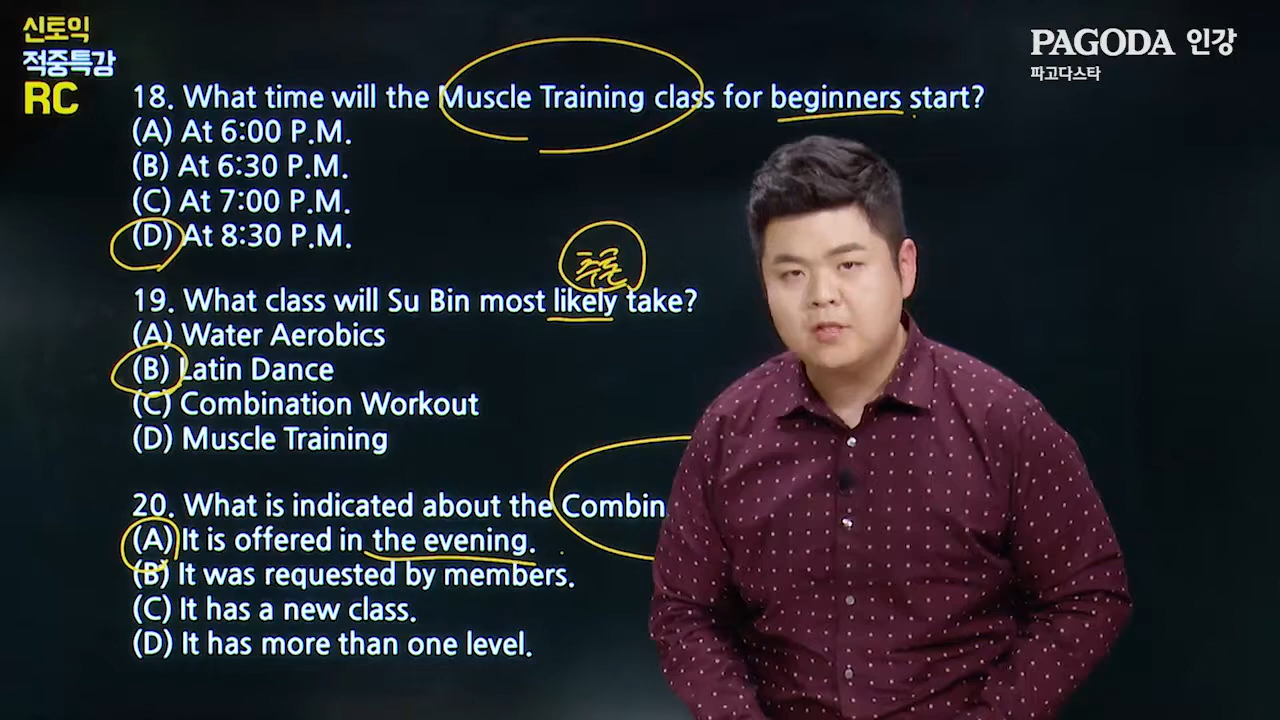 신토익
적중특강
RC
PAGODA 인강
파고다스타
18. What time will the Muscle Training class for beginners start?
(A) At 6:00 P.M.
(B) At 6:30 P.M.
(C) At 7:00 P.M.
(D) At 8:30 P.M.
추론
19. What class will Su Bin most likely take?
(A) Water Aerobics
(B) Latin Dance
(C) Combination Workout
(D) Muscle Training
20. What is indicated about the Combin
(A) It is offered in the evening.
(B) It was requested by members.
(C) It has a new class.
(D) It has more than one level.